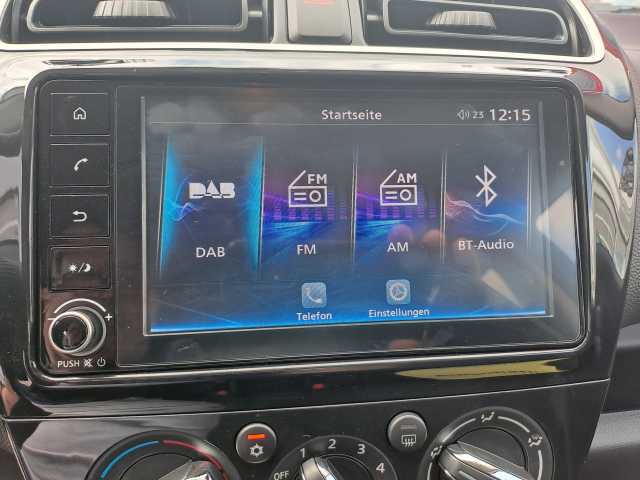 Startseite
23 12:15
DAB
FM
AM
DAB
FM
AM
BT-Audio
Telefon
Einstellungen
PUSH
OFF 1 2 3 4